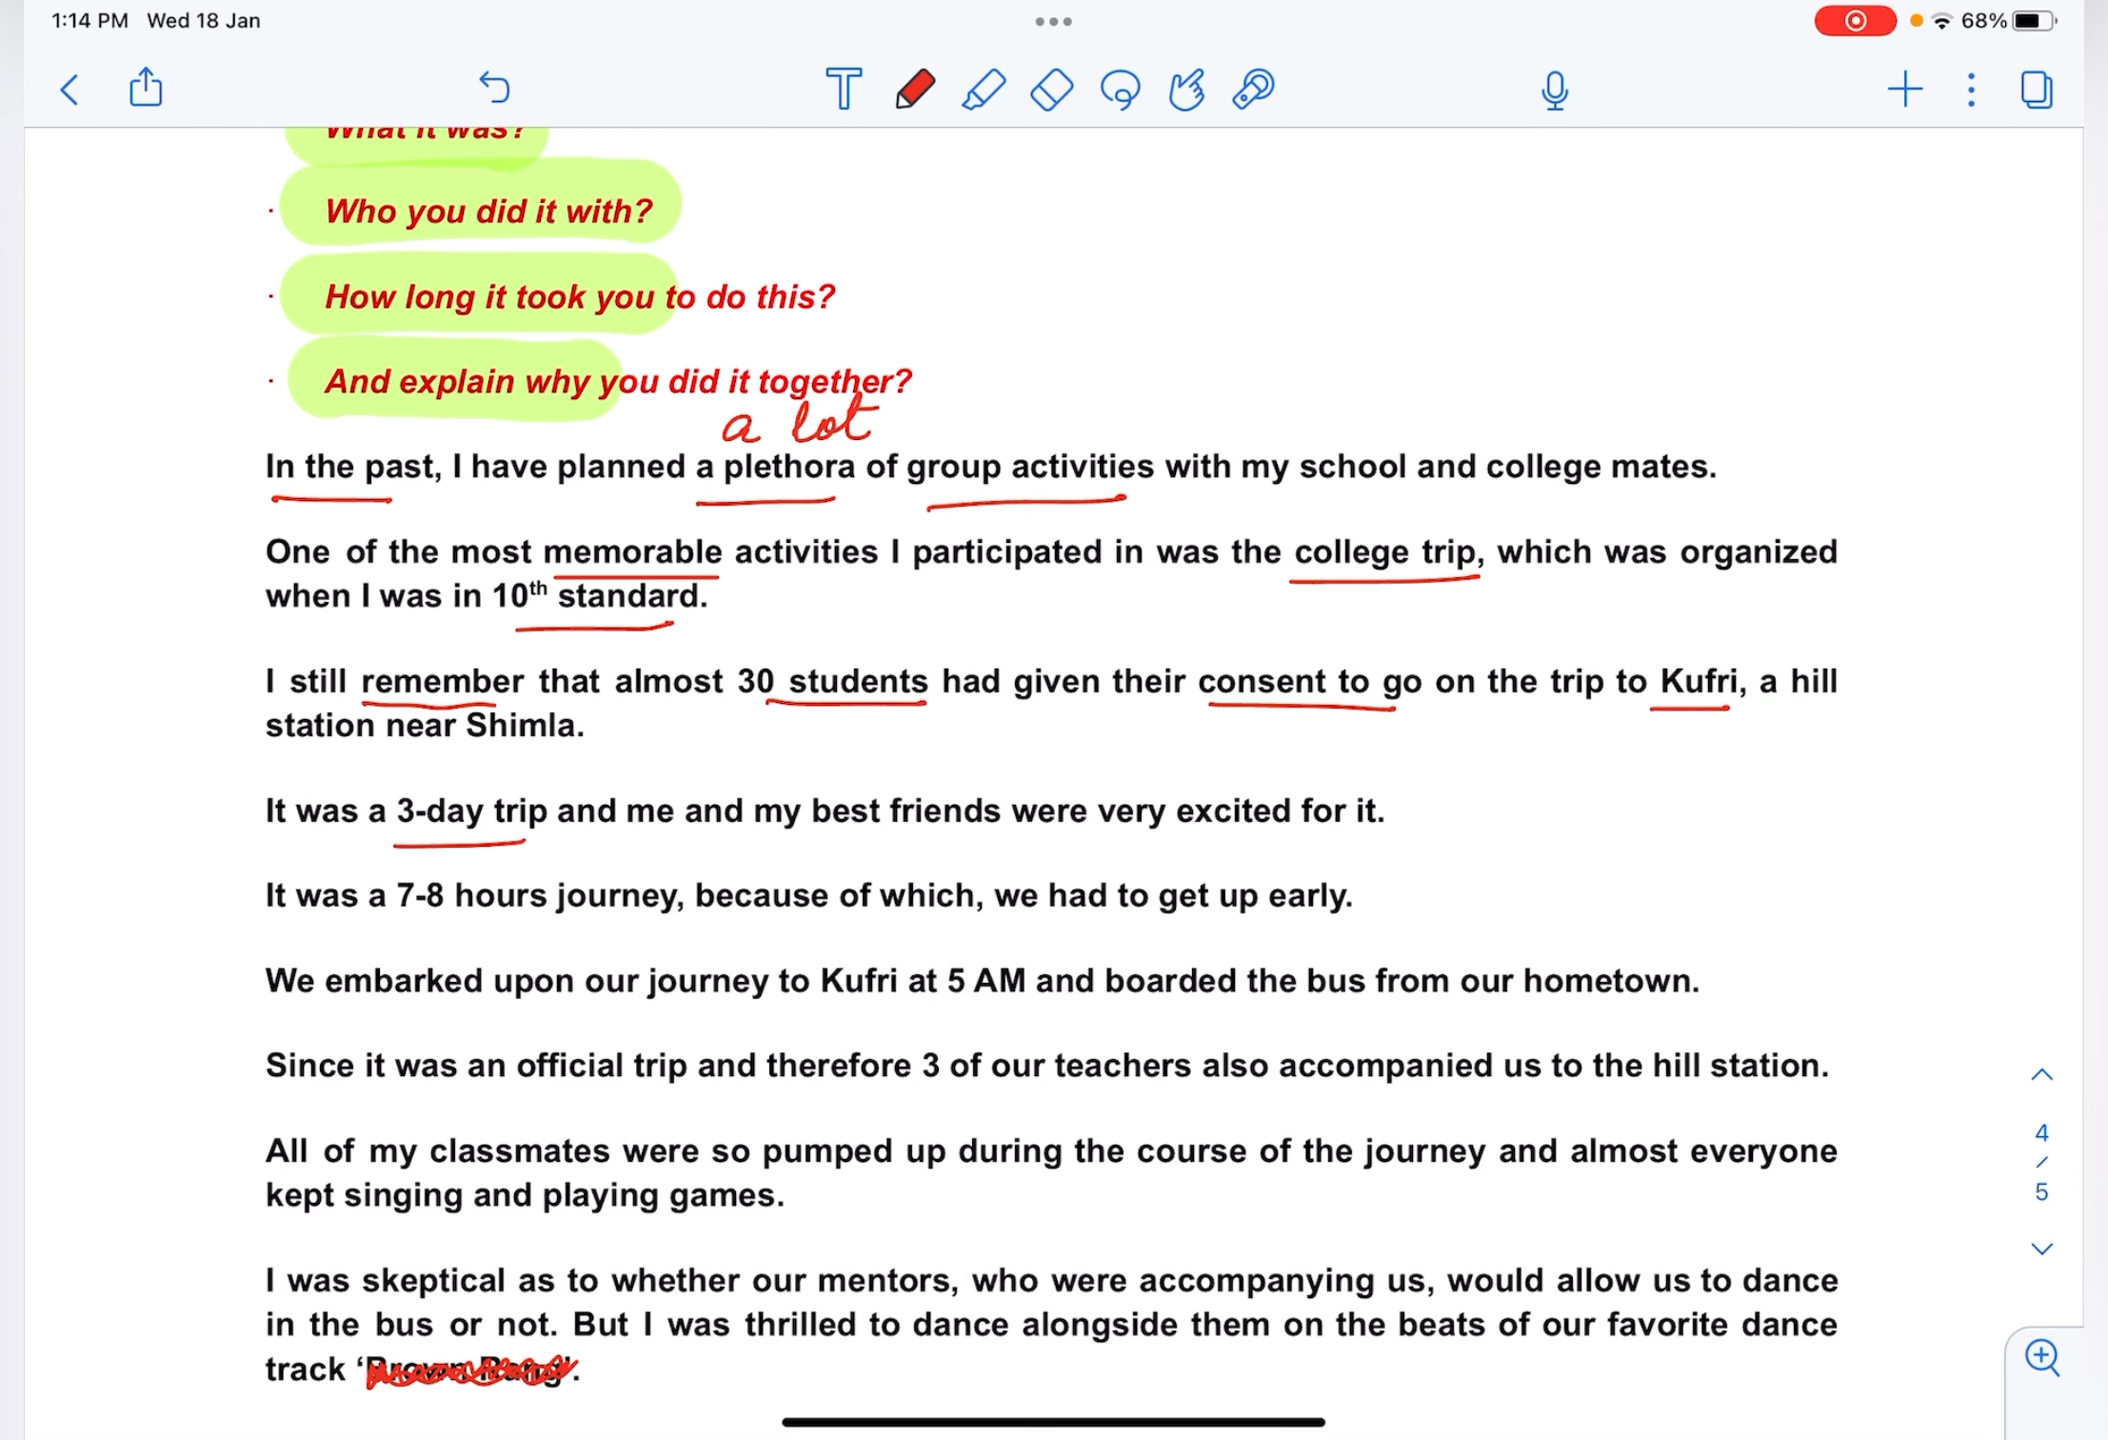 1:14 PM Wed 18 Jan
68%
What it was?
· Who you did it with?
· How long it took you to do this?
· And explain why you did it together?
a lot
In the past, I have planned a plethora of group activities with my school and college mates.
One of the most memorable activities I participated in was the college trip, which was organized
when I was in 10th standard.
I still remember that almost 30 students had given their consent to go on the trip to Kufri, a hill
station near Shimla.
It was a 3-day trip and me and my best friends were very excited for it.
It was a 7-8 hours journey, because of which, we had to get up early.
We embarked upon our journey to Kufri at 5 AM and boarded the bus from our hometown.
Since it was an official trip and therefore 3 of our teachers also accompanied us to the hill station.
All of my classmates were so pumped up during the course of the journey and almost everyone
kept singing and playing games.
I was skeptical as to whether our mentors, who were accompanying us, would allow us to dance
in the bus or not. But I was thrilled to dance alongside them on the beats of our favorite dance
track ‘
4
/
5